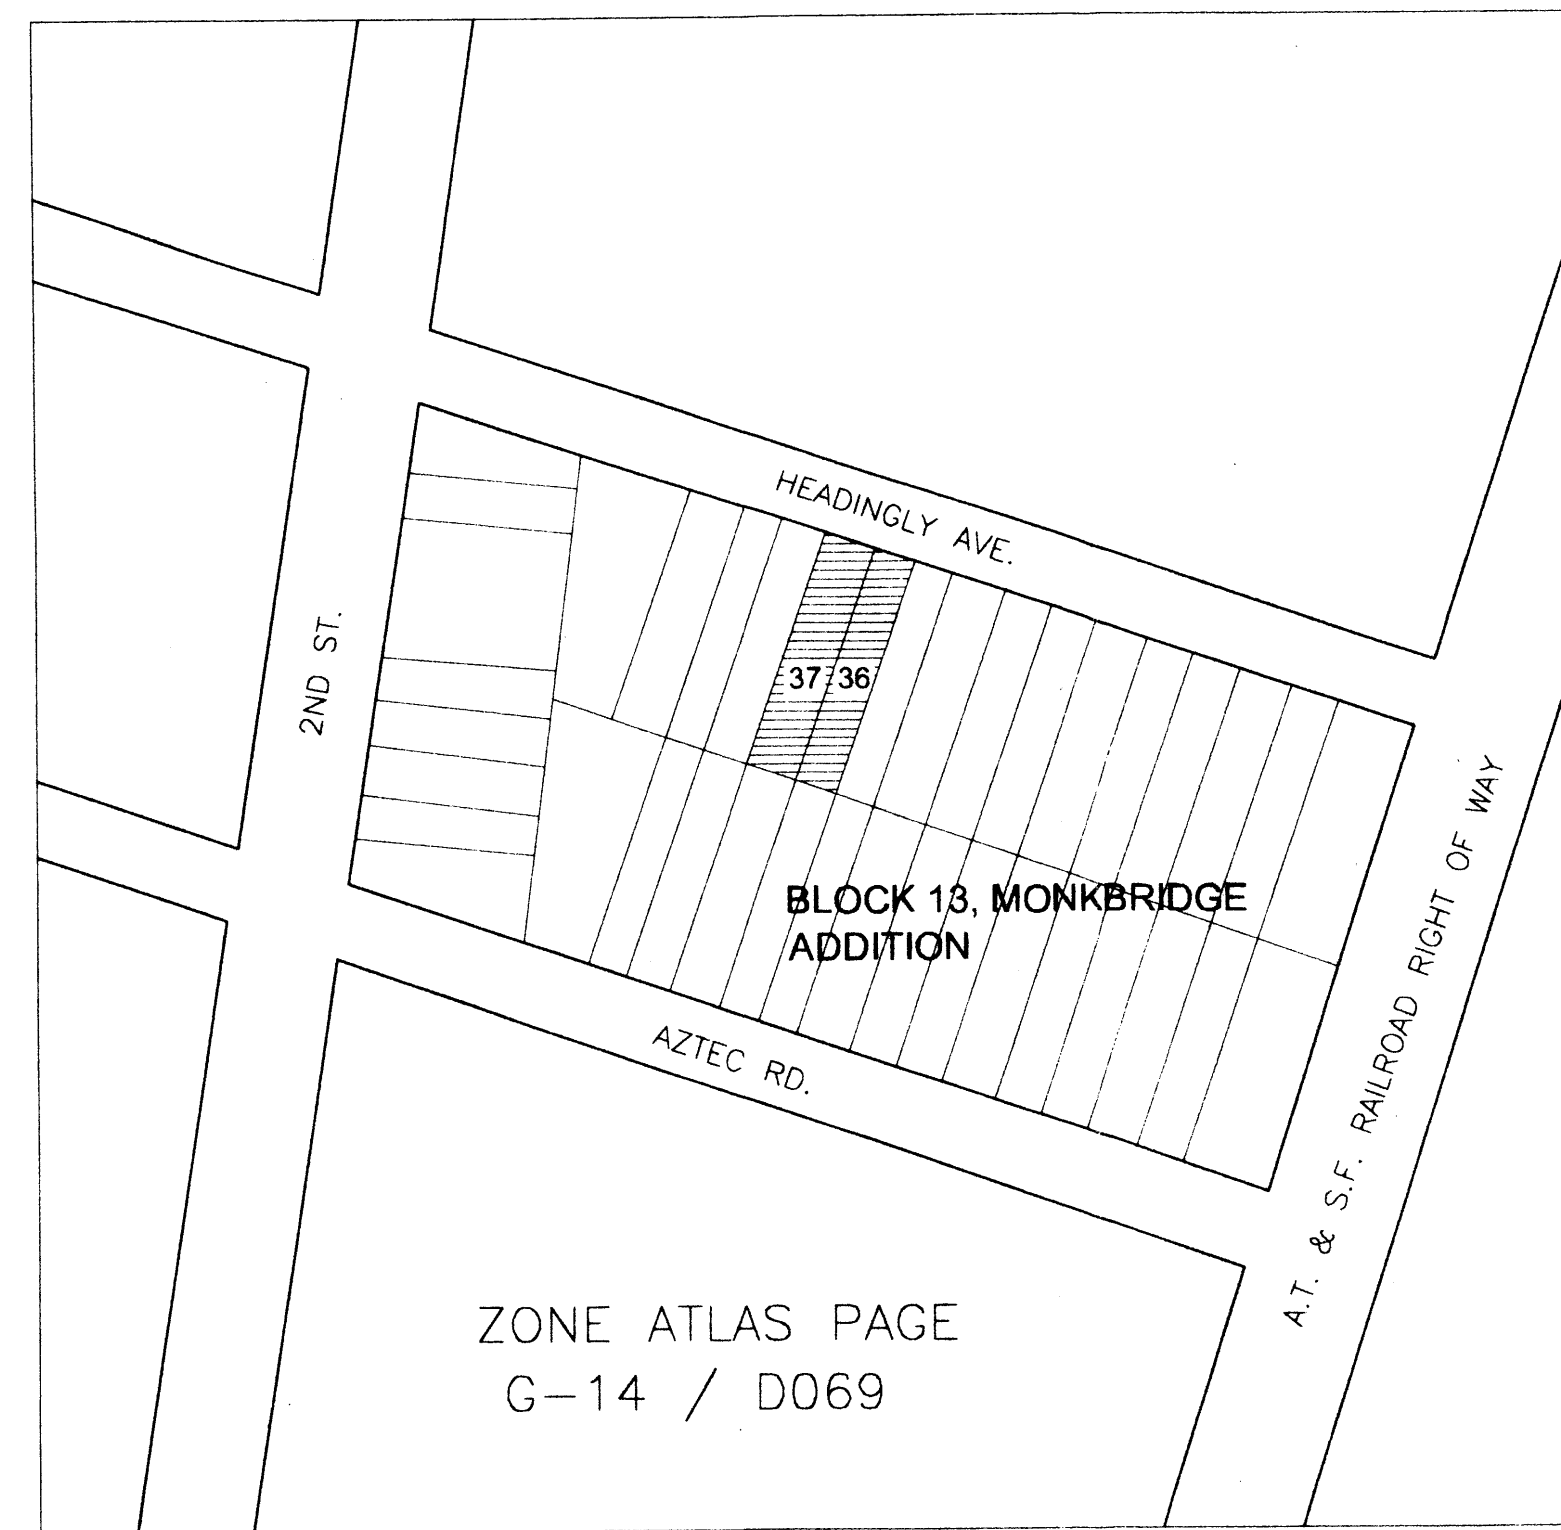 HEADINGLY AVE.
2ND ST.
37 36
BLOCK 13, MONKBRIDGE
ADDITION
A.T. & S.F. RAILROAD RIGHT OF WAY
AZTEC RD.
ZONE ATLAS PAGE
G-14 / D069